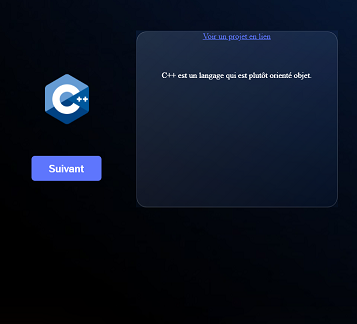 Voir un projet en lien
C++ est un langage qui est plutôt orienté objet.
C++
Suivant